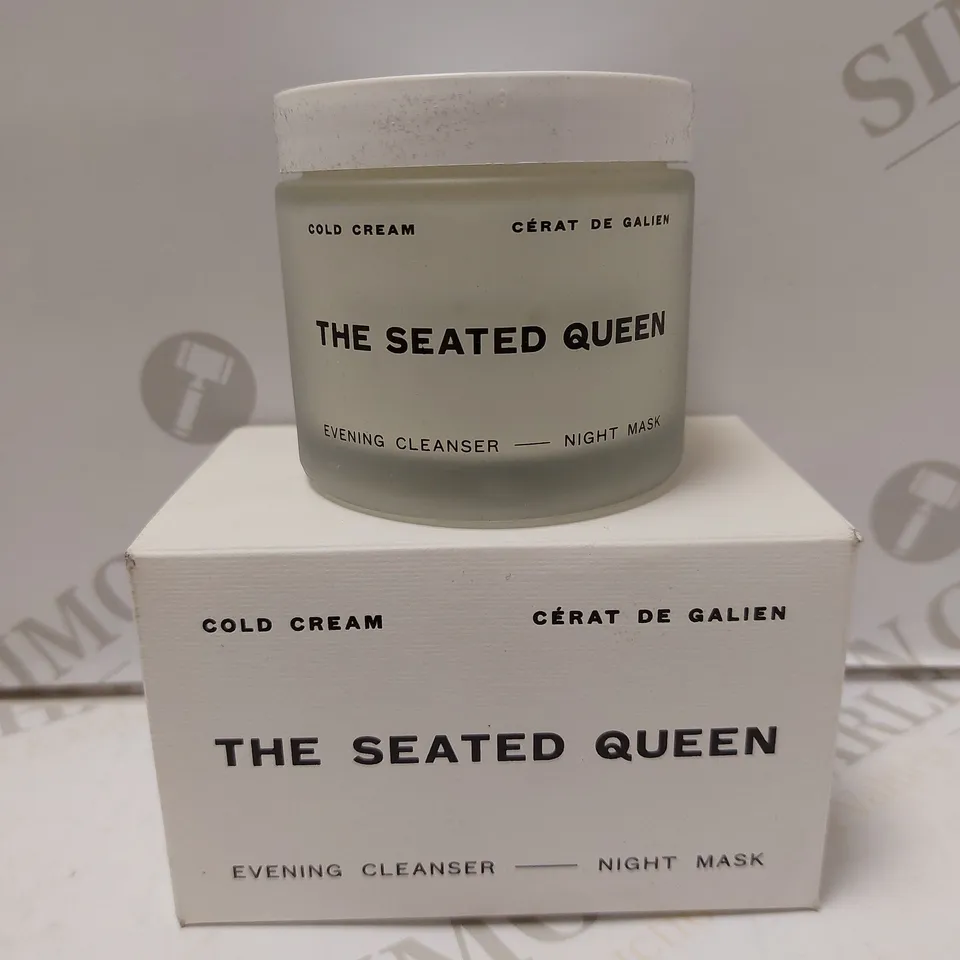 COLD CREAM CÉRAT DE GALIEN
THE SEATED QUEEN
EVENING CLEANSER — NIGHT MASK
COLD CREAM CÉRAT DE GALIEN
THE SEATED QUEEN
EVENING CLEANSER — NIGHT MASK